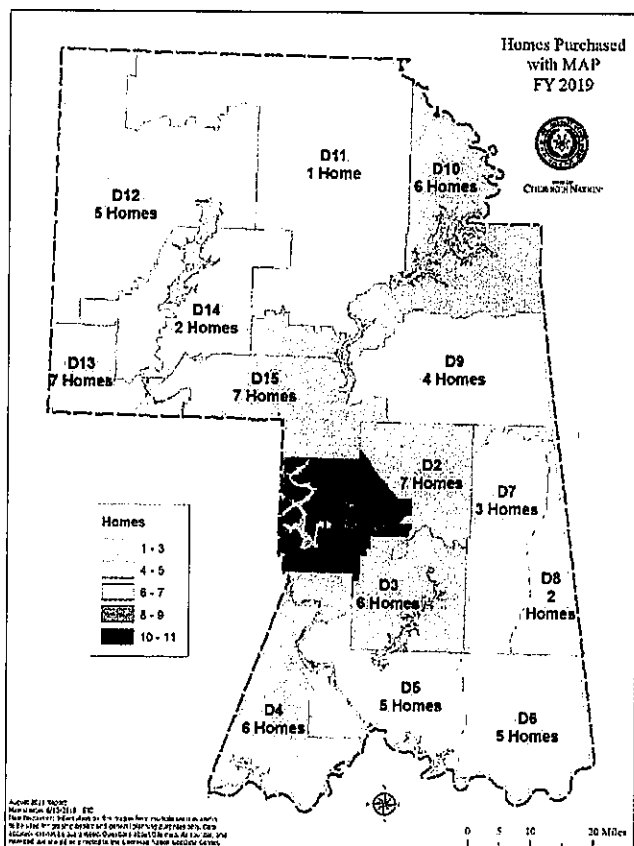 Homes Purchased
with MAP
FY 2019
CHEROKEE NATION
D11
1 Home
D10
6 Homes
D12
5 Homes
D14
2 Homes
D13
7 Homes
D15
7 Homes
D9
4 Homes
D2
7 Homes
D7
3 Homes
D3
6 Homes
D8
2
Homes
D4
6 Homes
D5
5 Homes
D6
5 Homes
Homes
1 - 3
4 - 5
6 - 7
8 - 9
10 - 11
0 5 10 20 Miles